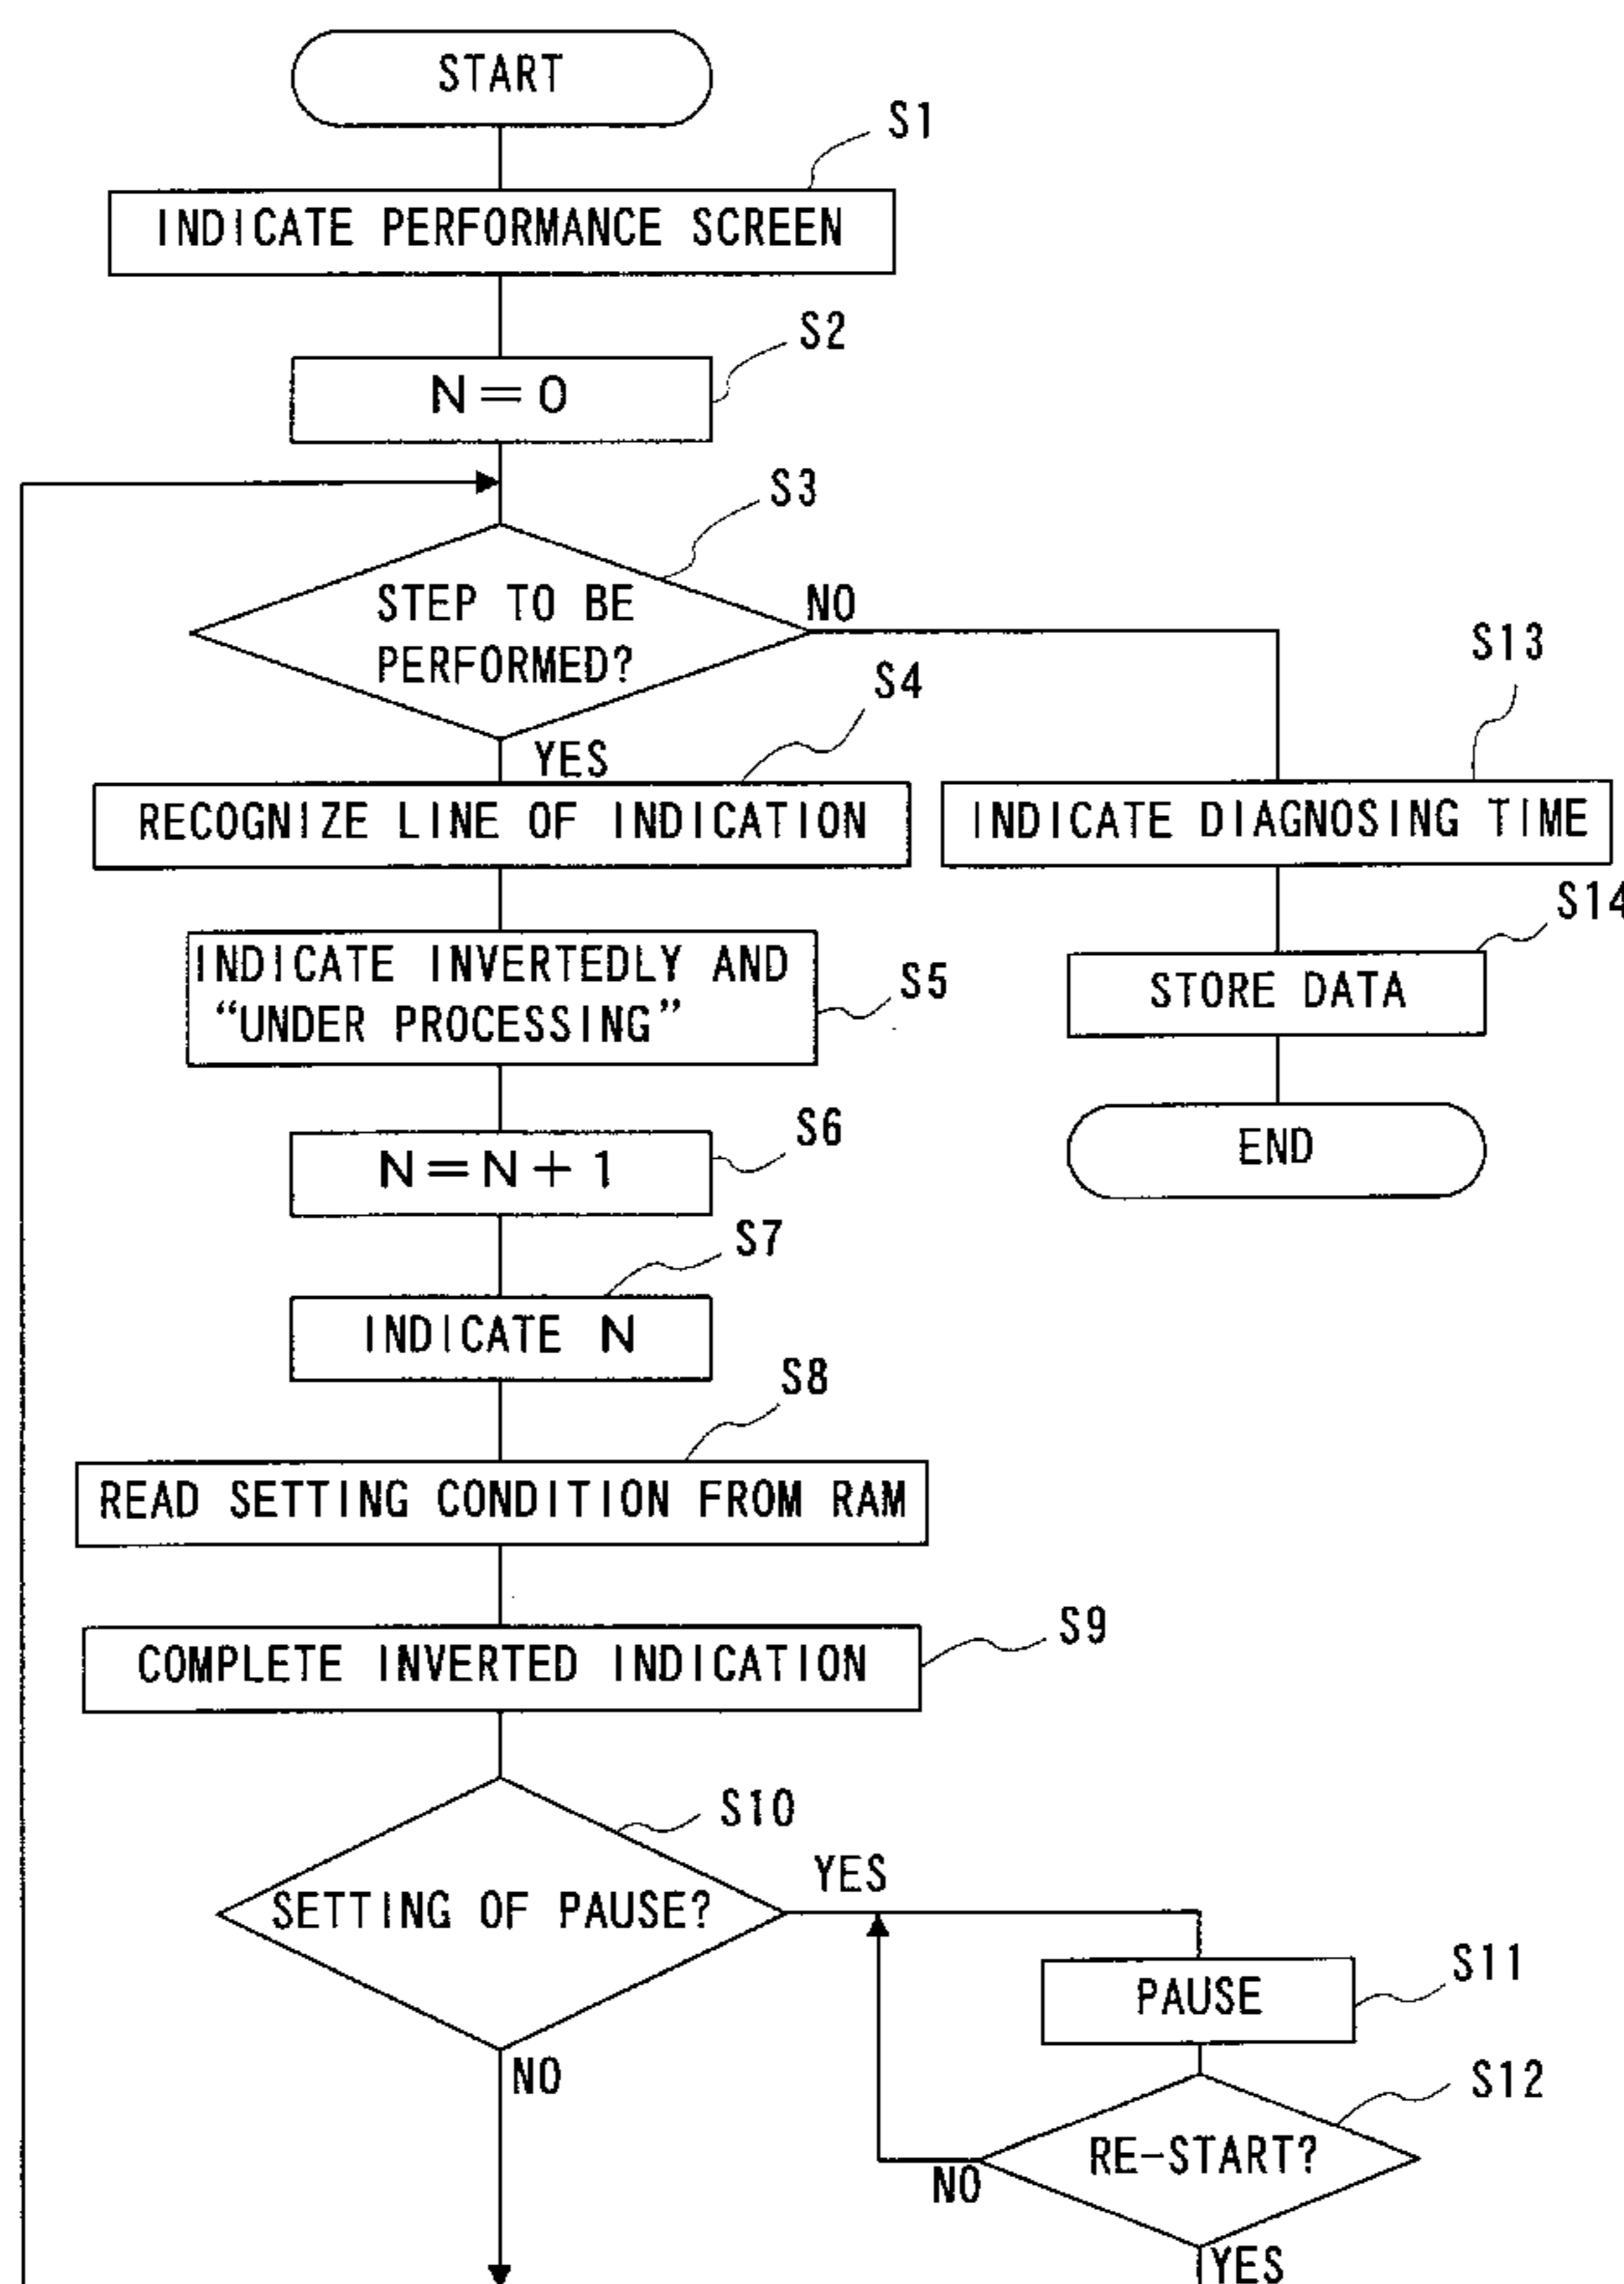 START
S1
INDICATE PERFORMANCE SCREEN
S2
N=0
S3
STEP TO BE
PERFORMED?
NO
YES
S4
RECOGNIZE LINE OF INDICATION
S13
INDICATE DIAGNOSING TIME
S14
STORE DATA
END
INDICATE INVERTEDLY AND
“UNDER PROCESSING”
S5
S6
N=N+1
S7
INDICATE N
S8
READ SETTING CONDITION FROM RAM
S9
COMPLETE INVERTED INDICATION
S10
SETTING OF PAUSE?
YES
NO
S11
PAUSE
S12
RE-START?
NO
YES